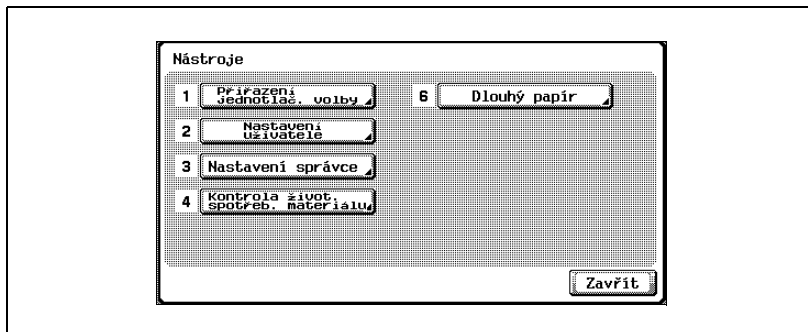 Nástroje
1 Přiřazení
jednotlač. volby
2 Nastavení
uživatele
3 Nastavení správce
4 Kontrola život.
spotřeb. materiálu
6 Dlouhý papír
Zavřít